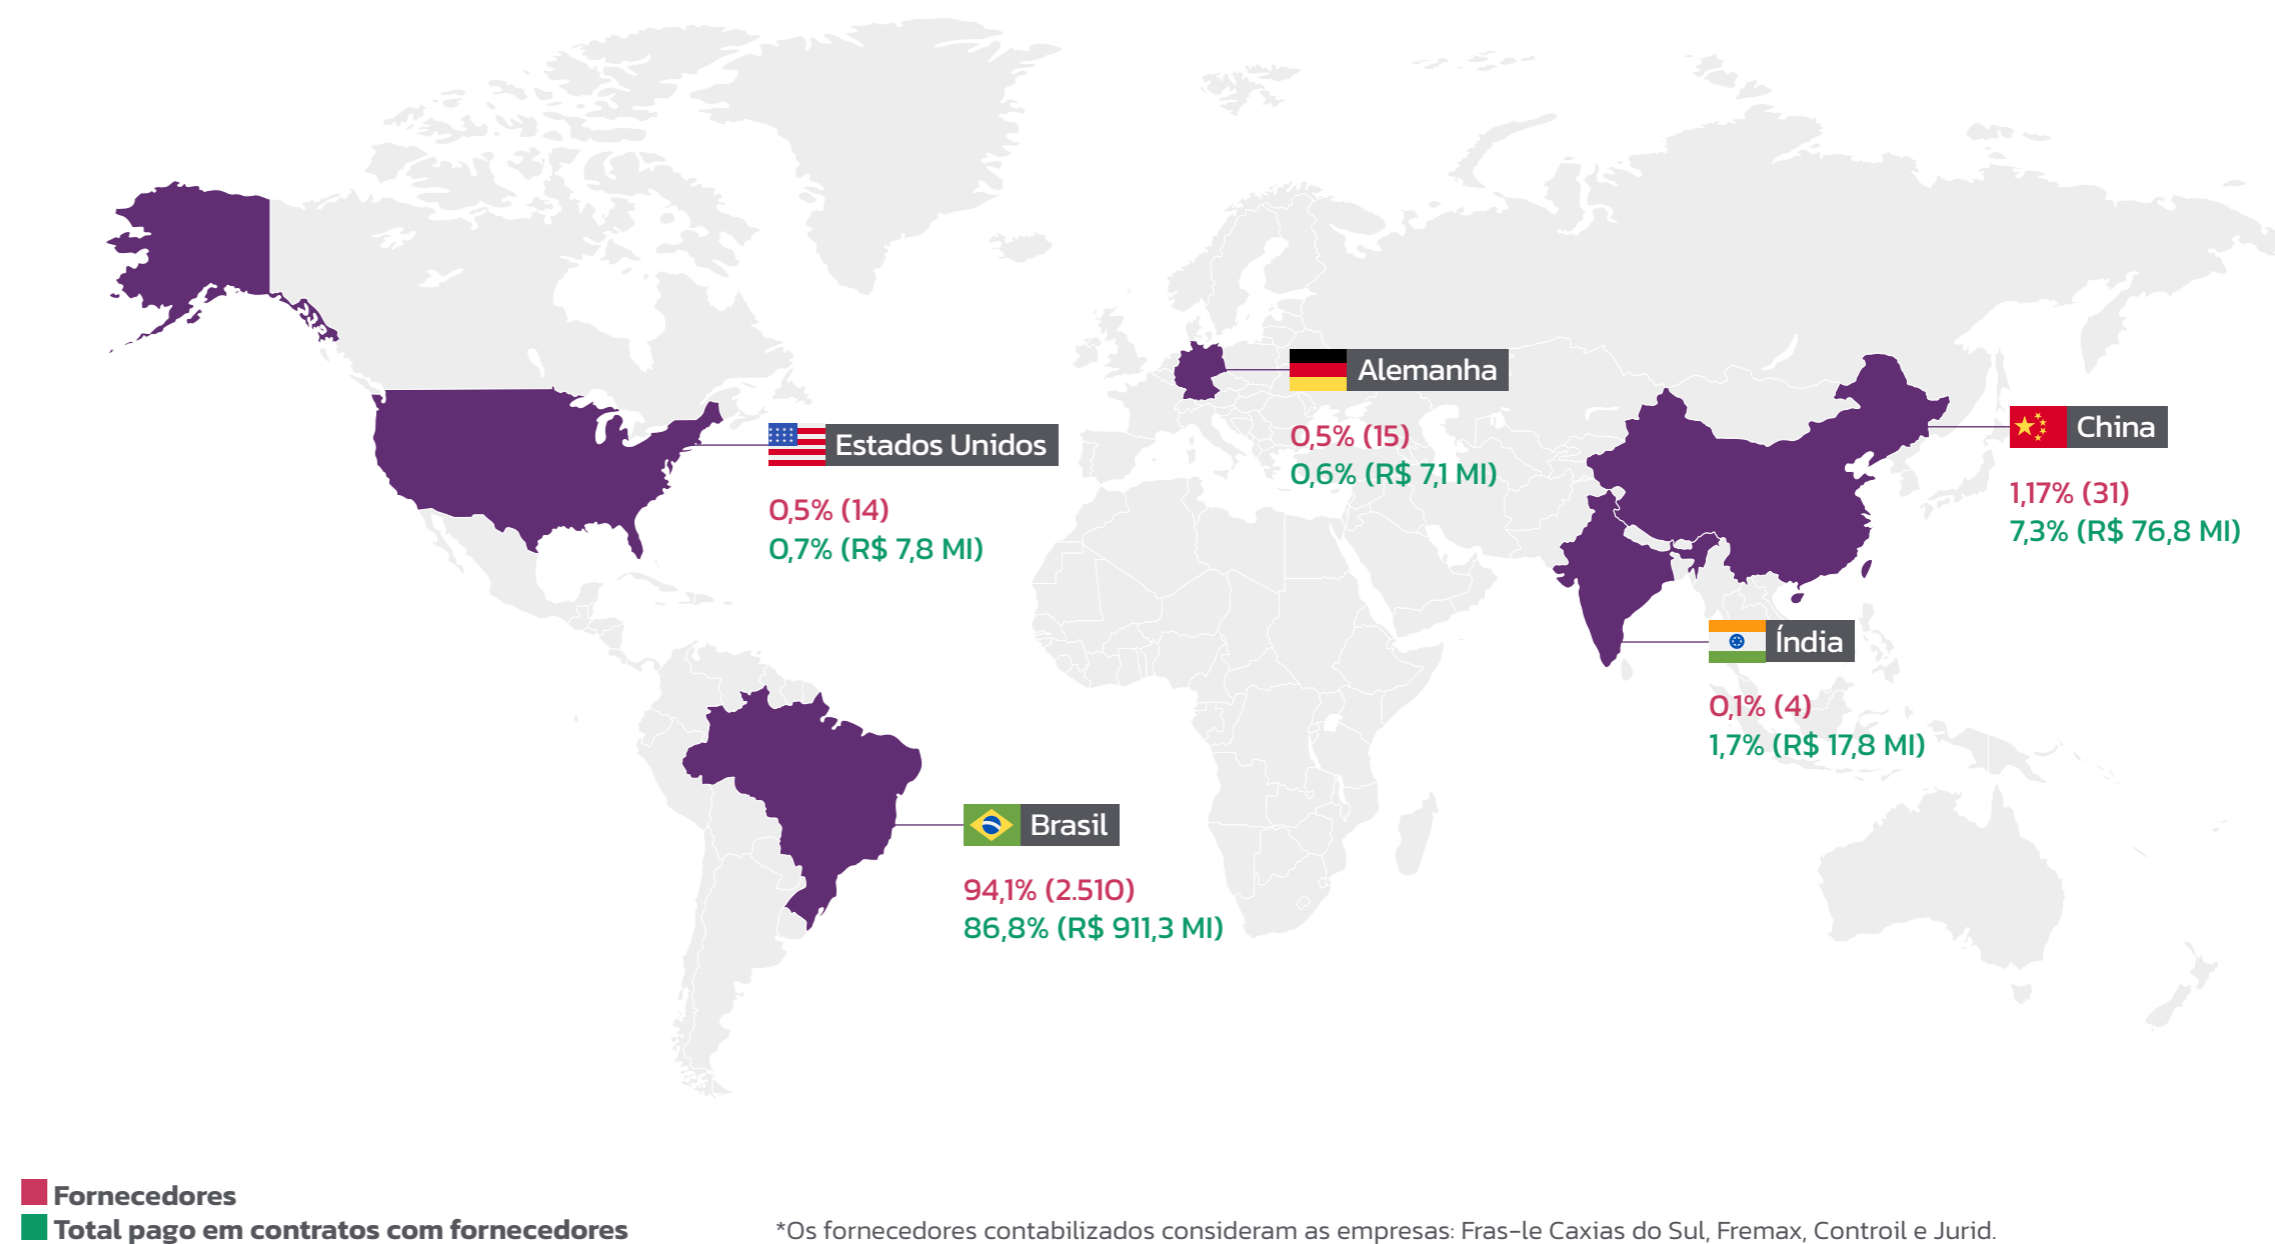 Alemanha
0,5% (15)
0,6% (R$ 7,1 MI)
China
1,17% (31)
7,3% (R$ 76,8 MI)
Estados Unidos
0,5% (14)
0,7% (R$ 7,8 MI)
Índia
0,1% (4)
1,7% (R$ 17,8 MI)
Brasil
94,1% (2.510)
86,8% (R$ 911,3 MI)
Fornecedores
Total pago em contratos com fornecedores
*Os fornecedores contabilizados consideram as empresas: Fras-le Caxias do Sul, Fremax, Controil e Jurid.